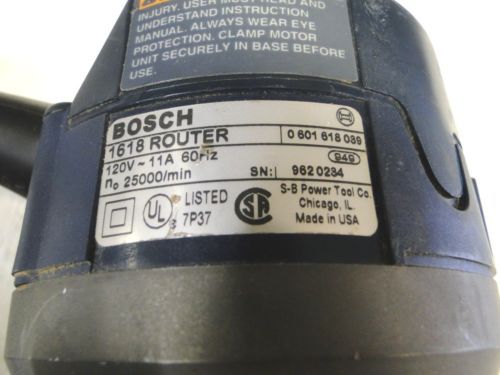 INJURY. USER MUST READ AND
UNDERSTAND INSTRUCTION
MANUAL. ALWAYS WEAR EYE
PROTECTION. CLAMP MOTOR
UNIT SECURELY IN BASE BEFORE
USE.
BOSCH
1618 ROUTER
0 601 618 039
120V ~ 11A 60Hz
949
n₀ 25000/min
SN: 962 0234
UL LISTED
7P37
S-B Power Tool Co.
Chicago, IL.
Made in USA